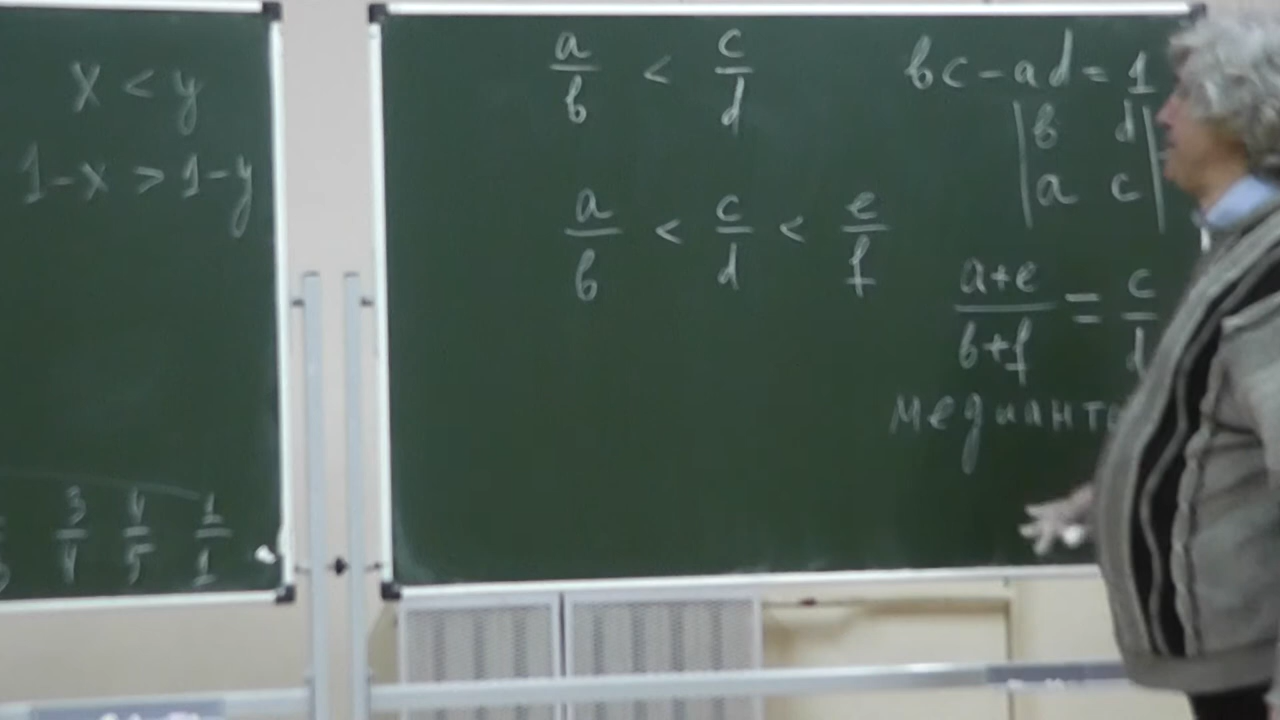 x < y
1-x > 1-y
3/4 4/5 1/1
a/b < c/d
a/b < c/d < e/f
bc-ad=1
|b d|
|a c|
(a+e)/(b+f) = c/d